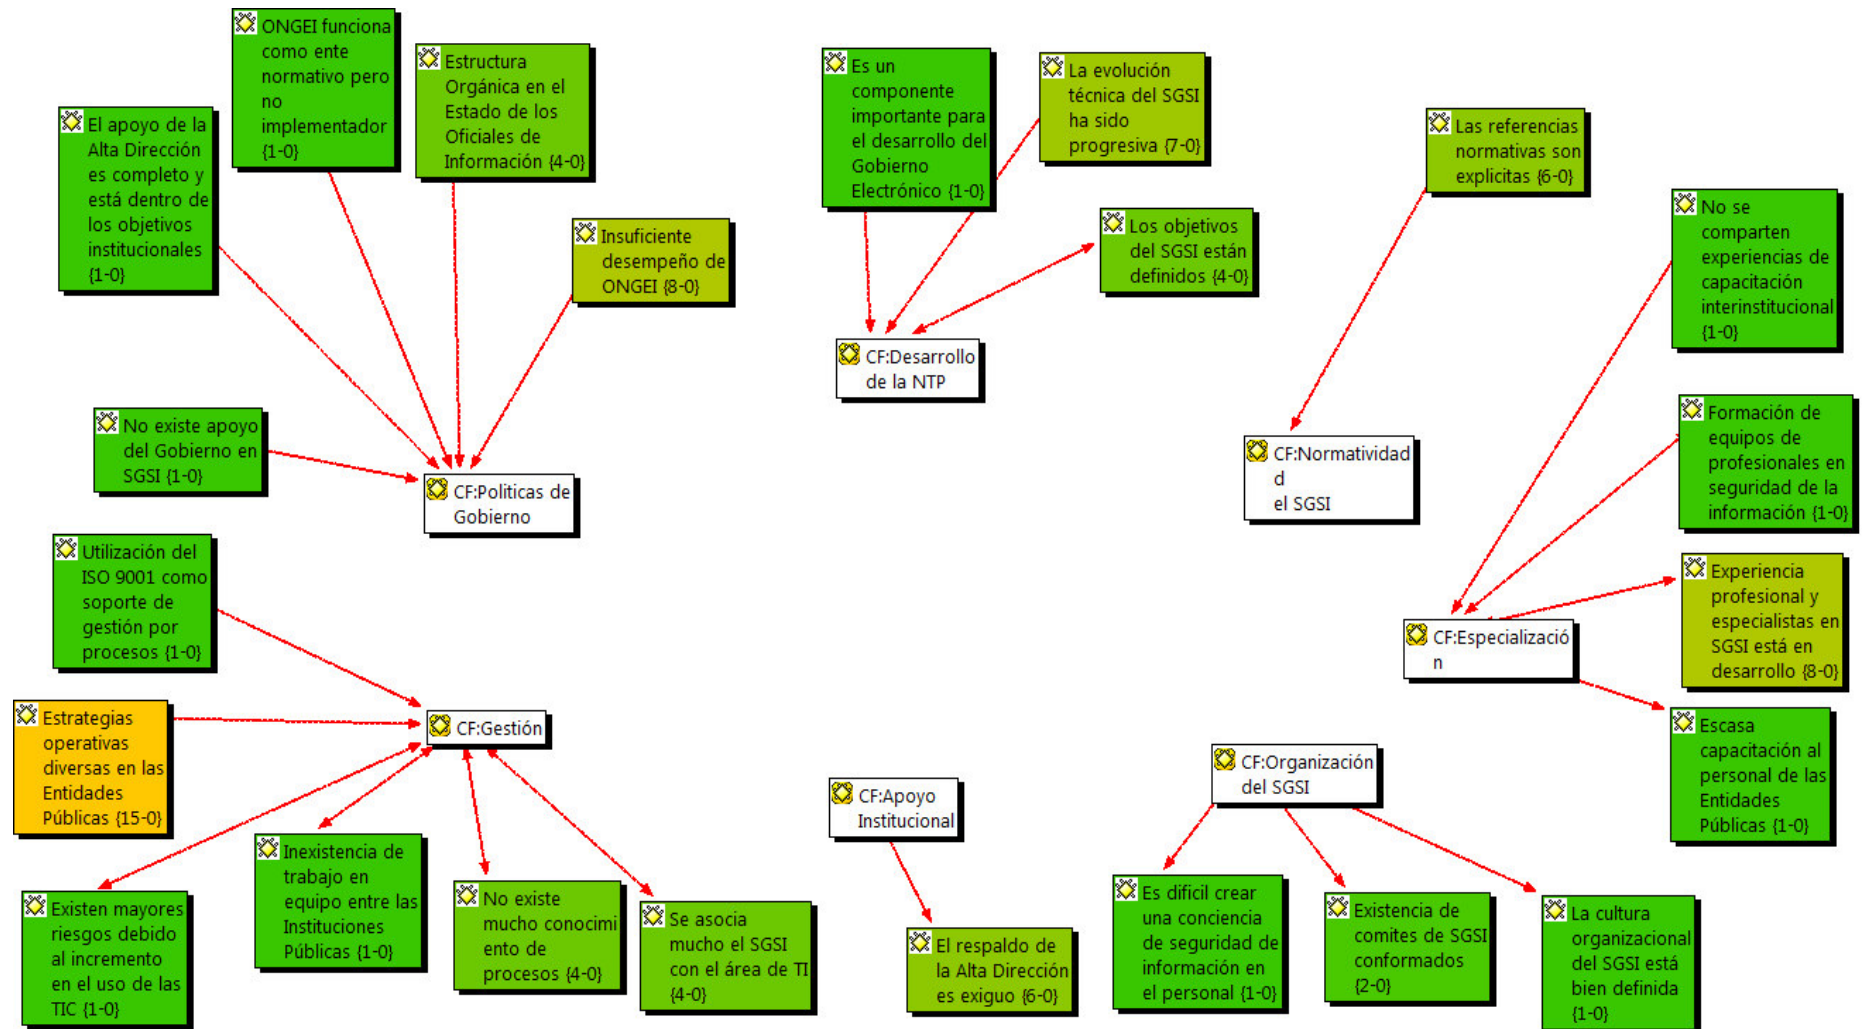 ONGEI funciona
como ente
normativo pero
no
implementador
{1-0}
Estructura
Orgánica en el
Estado de los
Oficiales de
Información {4-0}
El apoyo de la
Alta Dirección
es completo y
está dentro de
los objetivos
institucionales
{1-0}
Insuficiente
desempeño de
ONGEI {8-0}
No existe apoyo
del Gobierno en
SGSI {1-0}
CF:Politicas de
Gobierno
Es un
componente
importante para
el desarrollo del
Gobierno
Electrónico {1-0}
La evolución
técnica del SGSI
ha sido
progresiva {7-0}
Los objetivos
del SGSI están
definidos {4-0}
CF:Desarrollo
de la NTP
Las referencias
normativas son
explicitas {6-0}
CF:Normatividad
d
el SGSI
No se
comparten
experiencias de
capacitación
interinstitucional
{1-0}
Formación de
equipos de
profesionales en
seguridad de la
información {1-0}
Experiencia
profesional y
especialistas en
SGSI está en
desarrollo {8-0}
CF:Especializació
n
Escasa
capacitación al
personal de las
Entidades
Públicas {1-0}
Utilización del
ISO 9001 como
soporte de
gestión por
procesos {1-0}
Estrategias
operativas
diversas en las
Entidades
Públicas {15-0}
CF:Gestión
Existen mayores
riesgos debido
al incremento
en el uso de las
TIC {1-0}
Inexistencia de
trabajo en
equipo entre las
Instituciones
Públicas {1-0}
No existe
mucho conocimi
ento de
procesos {4-0}
Se asocia
mucho el SGSI
con el área de TI
{4-0}
CF:Apoyo
Institucional
El respaldo de
la Alta Dirección
es exiguo {6-0}
CF:Organización
del SGSI
Es dificil crear
una conciencia
de seguridad de
información en
el personal {1-0}
Existencia de
comites de SGSI
conformados
{2-0}
La cultura
organizacional
del SGSI está
bien definida
{1-0}